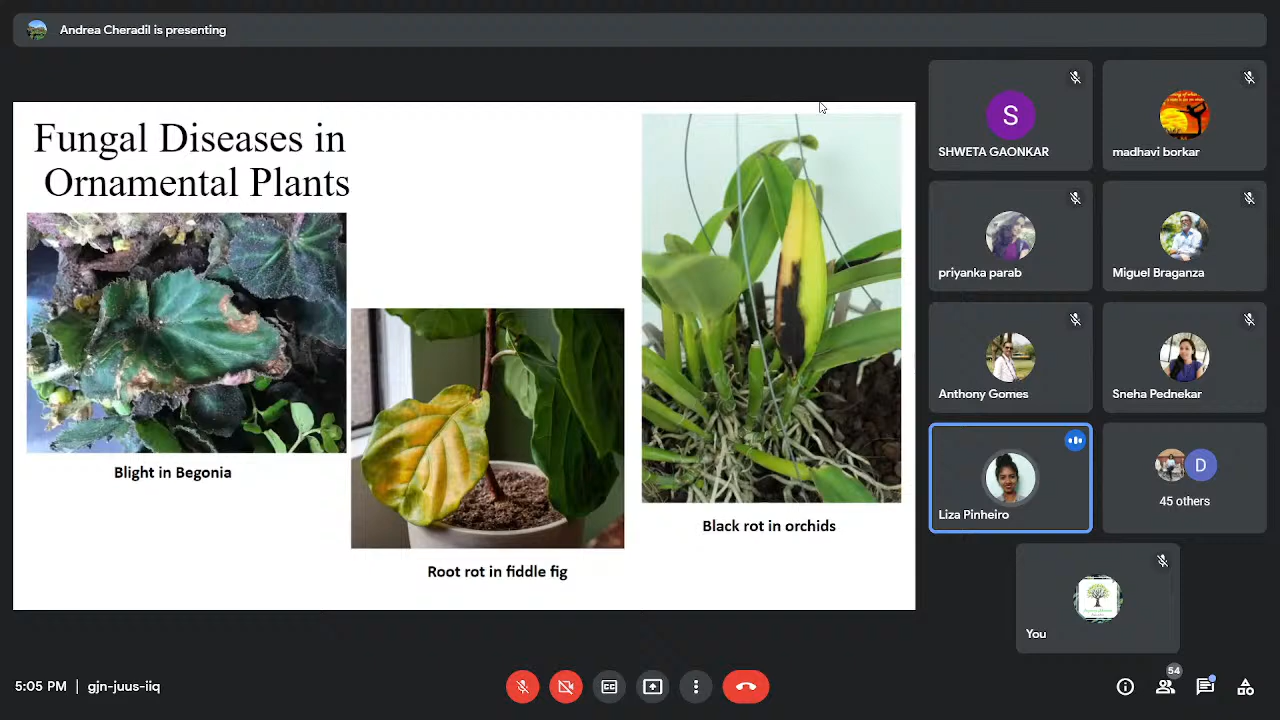 Andrea Cheradil is presenting
Fungal Diseases in
Ornamental Plants
Blight in Begonia
Root rot in fiddle fig
Black rot in orchids
S
SHWETA GAONKAR
madhavi borkar
priyanka parab
Miguel Braganza
Anthony Gomes
Sneha Pednekar
Liza Pinheiro
D
45 others
You
5:05 PM | gjn-juus-iiq
54